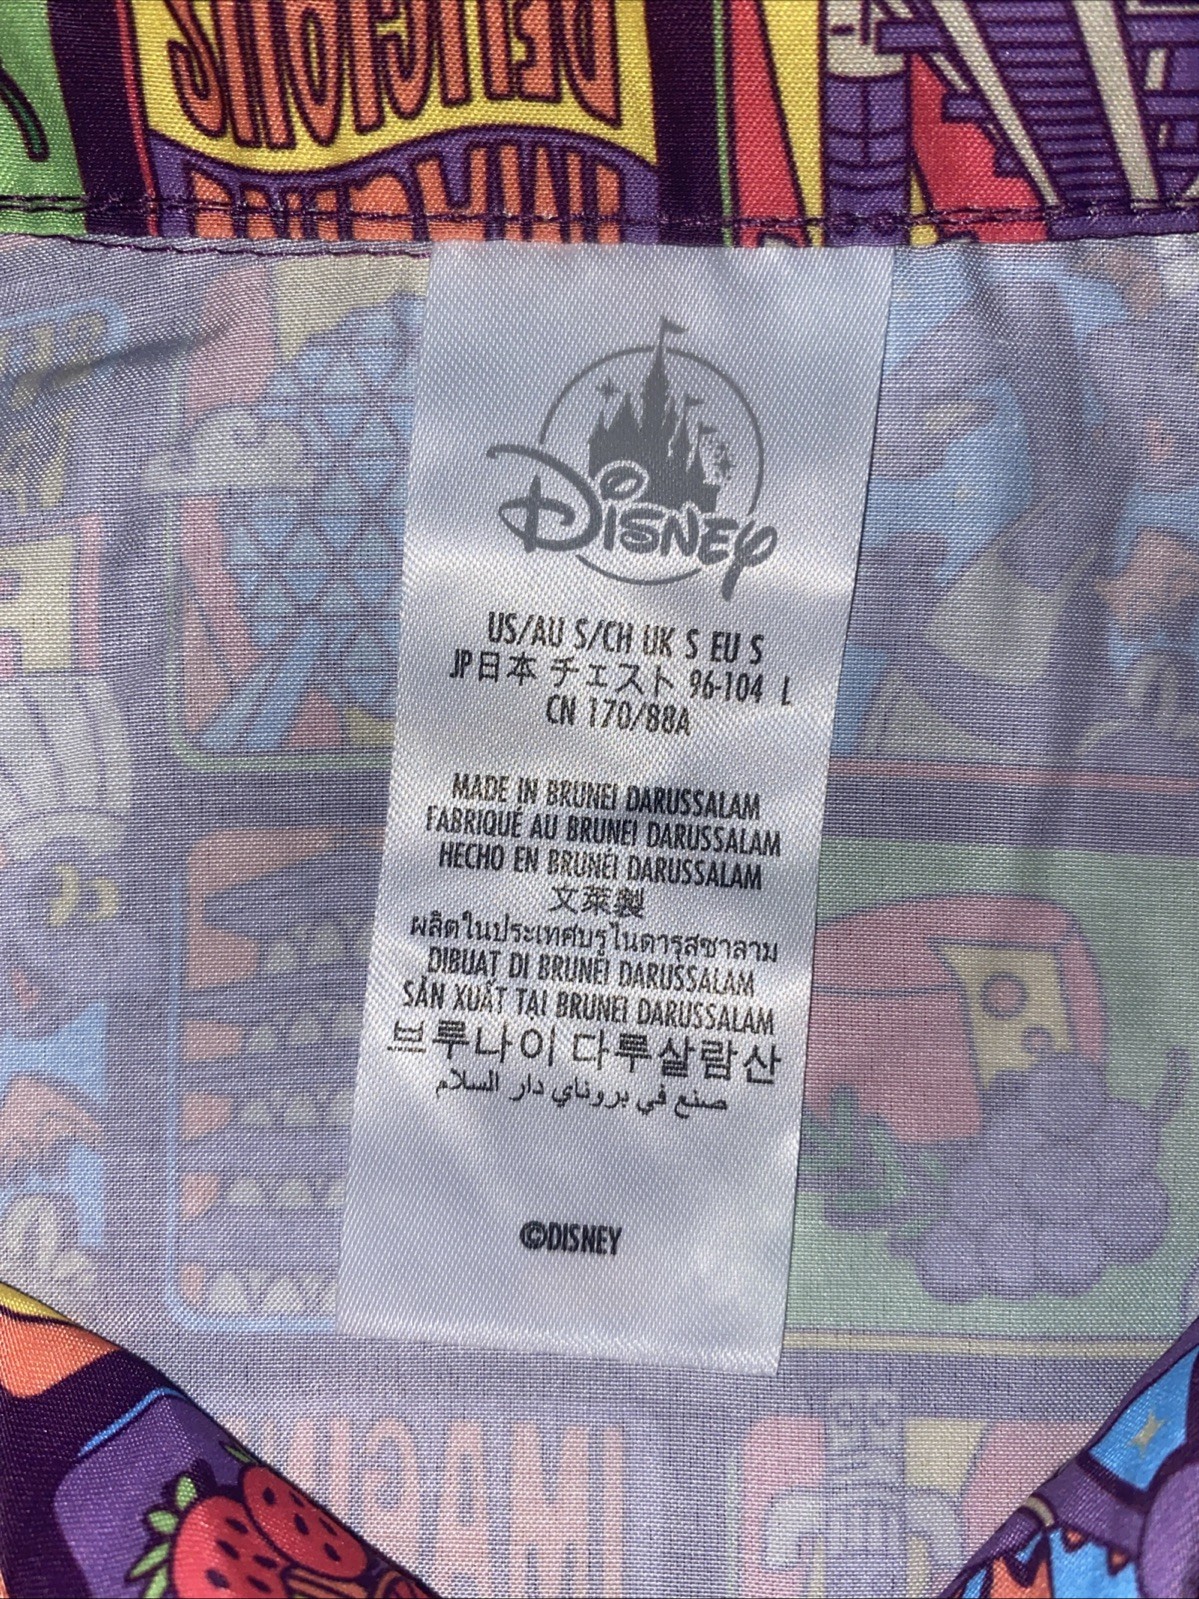 DELICIOUS
DISNEY
US/AU S/CH UK S EU S
JP日本 チェスト 96-104 L
CN 170/88A
MADE IN BRUNEI DARUSSALAM
FABRIQUÉ AU BRUNEI DARUSSALAM
HECHO EN BRUNÉI DARUSSALAM
文萊製
ผลิตในประเทศบรูไนดารุสซาลาม
DIBUAT DI BRUNEI DARUSSALAM
SẢN XUẤT TẠI BRUNEI DARUSSALAM
브루나이 다루살람산
صنع في بروناي دار السلام
©DISNEY